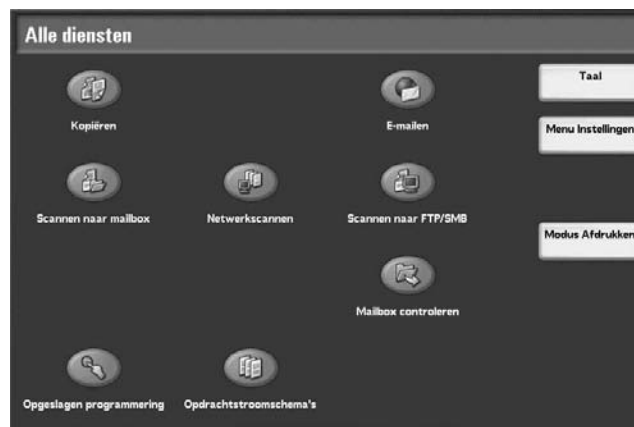 Alle diensten
Kopiëren
E-mailen
Taal
Menu Instellingen
Scannen naar mailbox
Netwerkscannen
Scannen naar FTP/SMB
Modus Afdrukken
Mailbox controleren
Opgeslagen programmering
Opdrachtstroomschema's